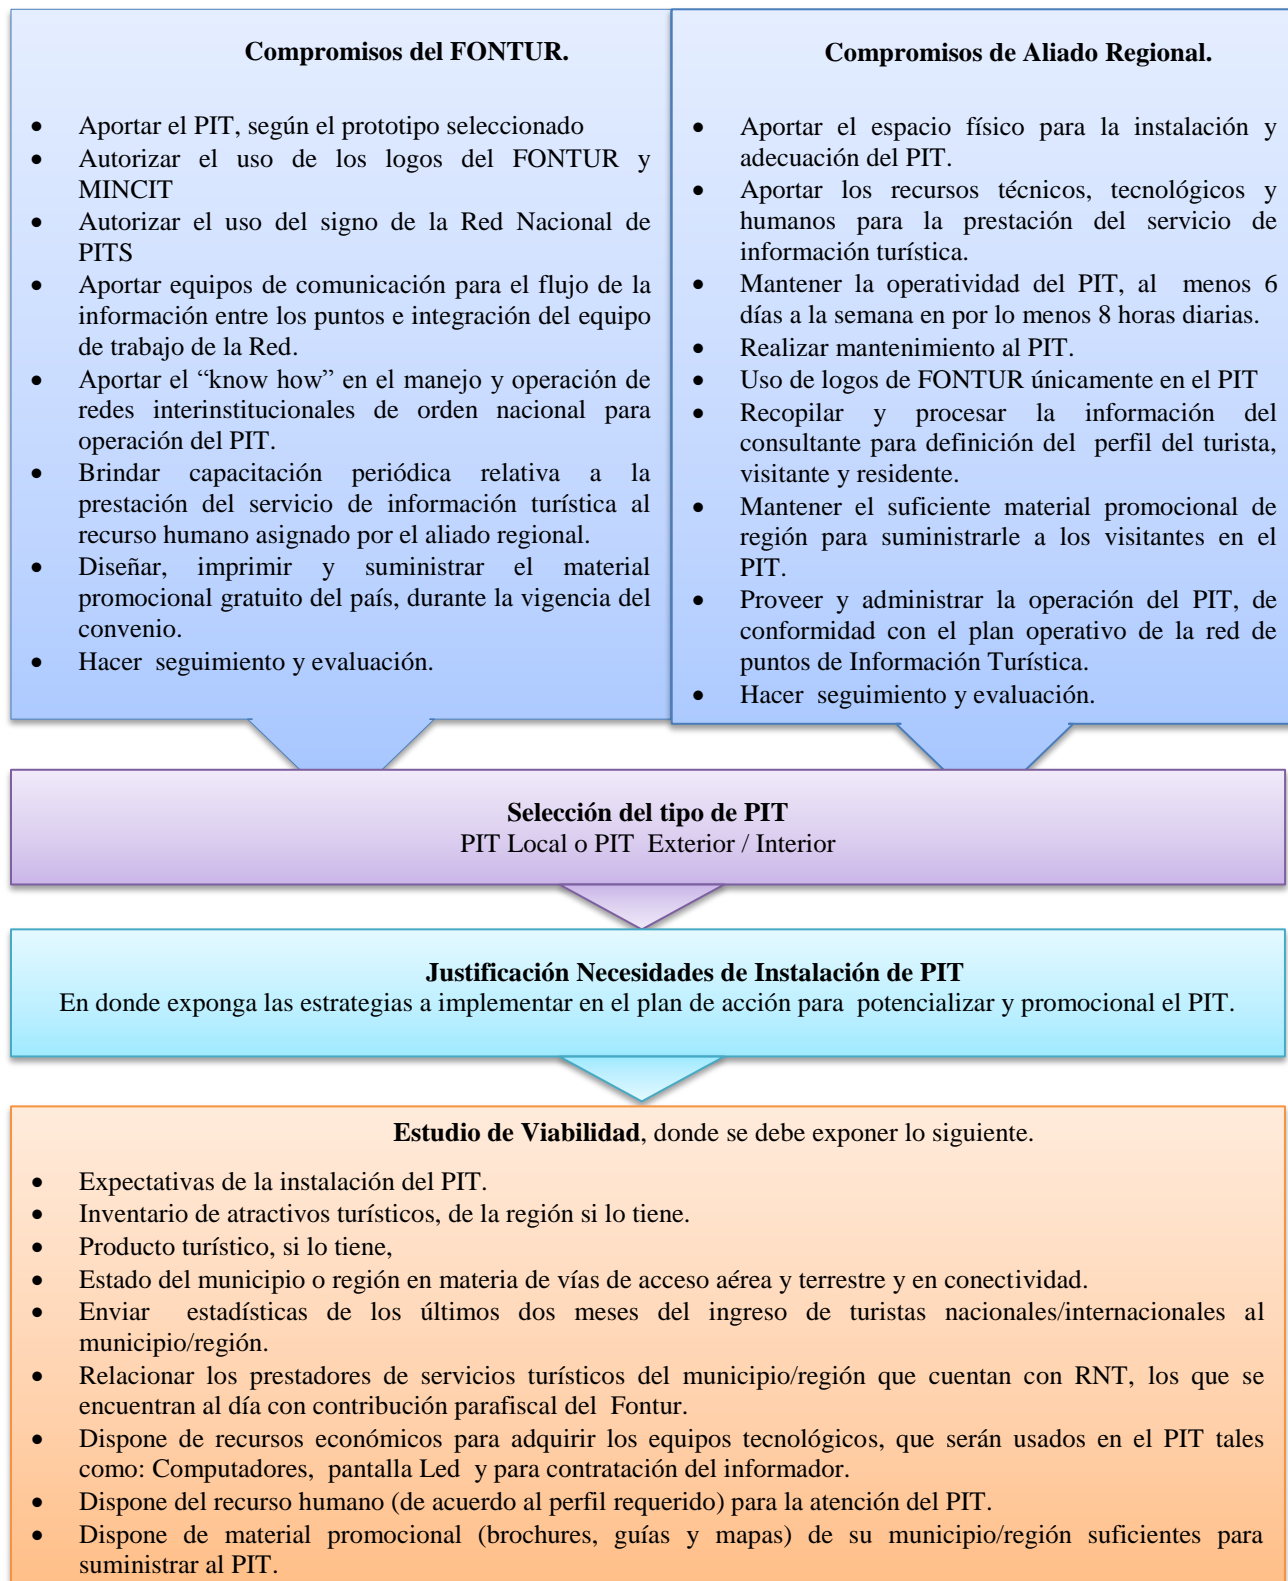 Compromisos del FONTUR.
• Aportar el PIT, según el prototipo seleccionado
• Autorizar el uso de los logos del FONTUR y
MINCIT
• Autorizar el uso del signo de la Red Nacional de
PITS
• Aportar equipos de comunicación para el flujo de la
información entre los puntos e integración del equipo
de trabajo de la Red.
• Aportar el “know how” en el manejo y operación de
redes interinstitucionales de orden nacional para
operación del PIT.
• Brindar capacitación periódica relativa a la
prestación del servicio de información turística al
recurso humano asignado por el aliado regional.
• Diseñar, imprimir y suministrar el material
promocional gratuito del país, durante la vigencia del
convenio.
• Hacer seguimiento y evaluación.
Compromisos de Aliado Regional.
• Aportar el espacio físico para la instalación y
adecuación del PIT.
• Aportar los recursos técnicos, tecnológicos y
humanos para la prestación del servicio de
información turística.
• Mantener la operatividad del PIT, al menos 6
días a la semana en por lo menos 8 horas diarias.
• Realizar mantenimiento al PIT.
• Uso de logos de FONTUR únicamente en el PIT
• Recopilar y procesar la información del
consultante para definición del perfil del turista,
visitante y residente.
• Mantener el suficiente material promocional de
región para suministrarle a los visitantes en el
PIT.
• Proveer y administrar la operación del PIT, de
conformidad con el plan operativo de la red de
puntos de Información Turística.
• Hacer seguimiento y evaluación.
Selección del tipo de PIT
PIT Local o PIT Exterior / Interior
Justificación Necesidades de Instalación de PIT
En donde exponga las estrategias a implementar en el plan de acción para potencializar y promocional el PIT.
Estudio de Viabilidad, donde se debe exponer lo siguiente.
• Expectativas de la instalación del PIT.
• Inventario de atractivos turísticos, de la región si lo tiene.
• Producto turístico, si lo tiene,
• Estado del municipio o región en materia de vías de acceso aérea y terrestre y en conectividad.
• Enviar estadísticas de los últimos dos meses del ingreso de turistas nacionales/internacionales al
municipio/región.
• Relacionar los prestadores de servicios turísticos del municipio/región que cuentan con RNT, los que se
encuentran al día con contribución parafiscal del Fontur.
• Dispone de recursos económicos para adquirir los equipos tecnológicos, que serán usados en el PIT tales
como: Computadores, pantalla Led y para contratación del informador.
• Dispone del recurso humano (de acuerdo al perfil requerido) para la atención del PIT.
• Dispone de material promocional (brochures, guías y mapas) de su municipio/región suficientes para
suministrar al PIT.